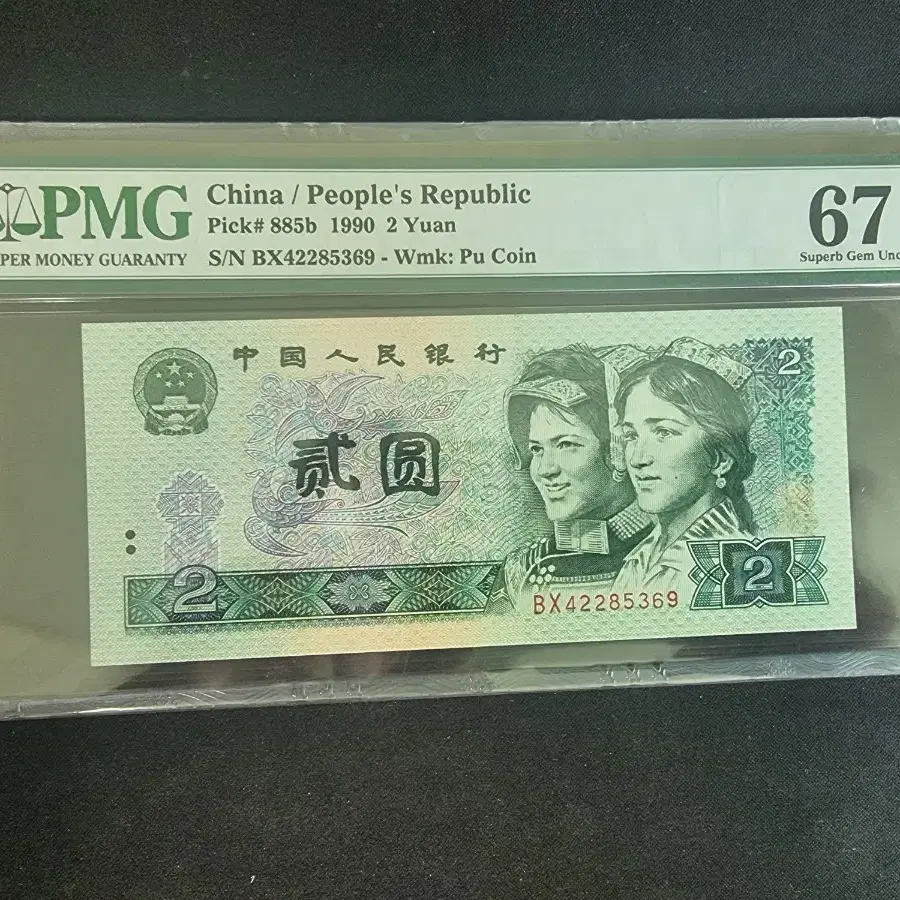 PMG
PER MONEY GUARANTY
China / People's Republic
Pick# 885b 1990 2 Yuan
S/N BX42285369 - Wmk: Pu Coin
67
Superb Gem Unc
中国人民银行
2
贰圆
2
2
BX42285369